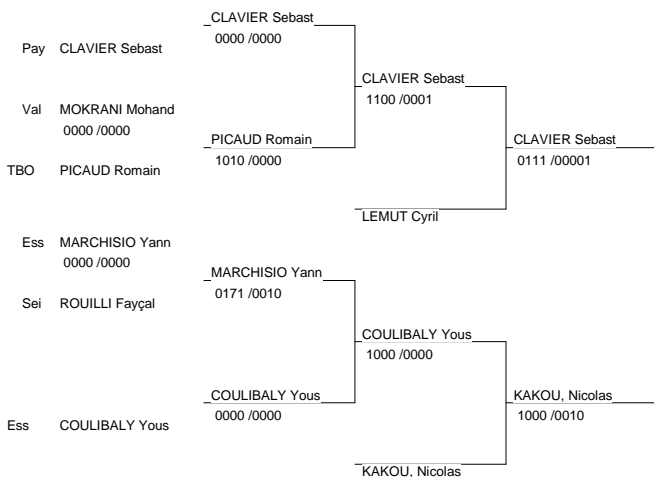 CLAVIER Sebast
0000 /0000
Pay CLAVIER Sebast
CLAVIER Sebast
1100 /0001
Val MOKRANI Mohand
0000 /0000
PICAUD Romain
1010 /0000
CLAVIER Sebast
0111 /00001
TBO PICAUD Romain
LEMUT Cyril
Ess MARCHISIO Yann
0000 /0000
MARCHISIO Yann
0171 /0010
Sei ROUILLI Fayçal
COULIBALY Yous
1000 /0000
COULIBALY Yous
0000 /0000
KAKOU, Nicolas
1000 /0010
Ess COULIBALY Yous
KAKOU, Nicolas